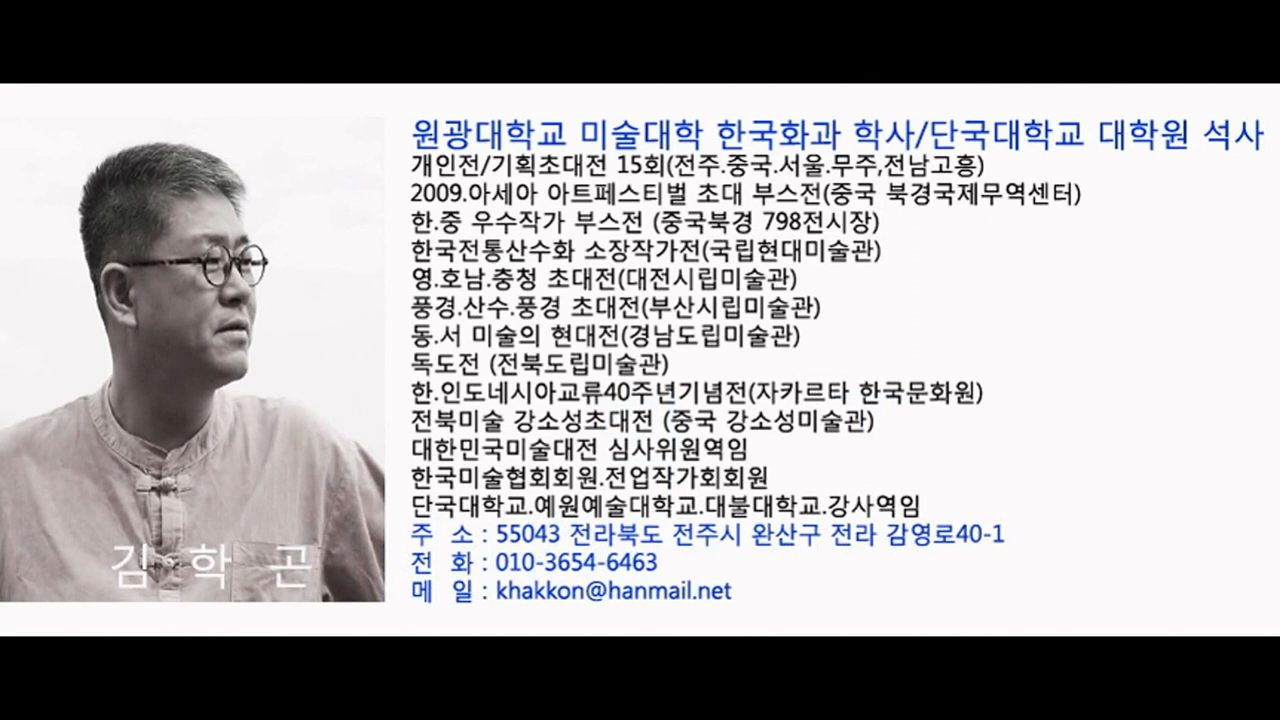 원광대학교 미술대학 한국화과 학사/단국대학교 대학원 석사
개인전/기획초대전 15회(전주.중국.서울.무주,전남고흥)
2009.아세아 아트페스티벌 초대 부스전(중국 북경국제무역센터)
한.중 우수작가 부스전 (중국북경 798전시장)
한국전통산수화 소장작가전(국립현대미술관)
영.호남.충청 초대전(대전시립미술관)
풍경.산수.풍경 초대전(부산시립미술관)
동.서 미술의 현대전(경남도립미술관)
독도전 (전북도립미술관)
한.인도네시아교류40주년기념전(자카르타 한국문화원)
전북미술 강소성초대전 (중국 강소성미술관)
대한민국미술대전 심사위원역임
한국미술협회회원.전업작가회회원
단국대학교.예원예술대학교.대불대학교.강사역임
주 소 : 55043 전라북도 전주시 완산구 전라 감영로40-1
전 화 : 010-3654-6463
메 일 : khakkon@hanmail.net
김 학 곤